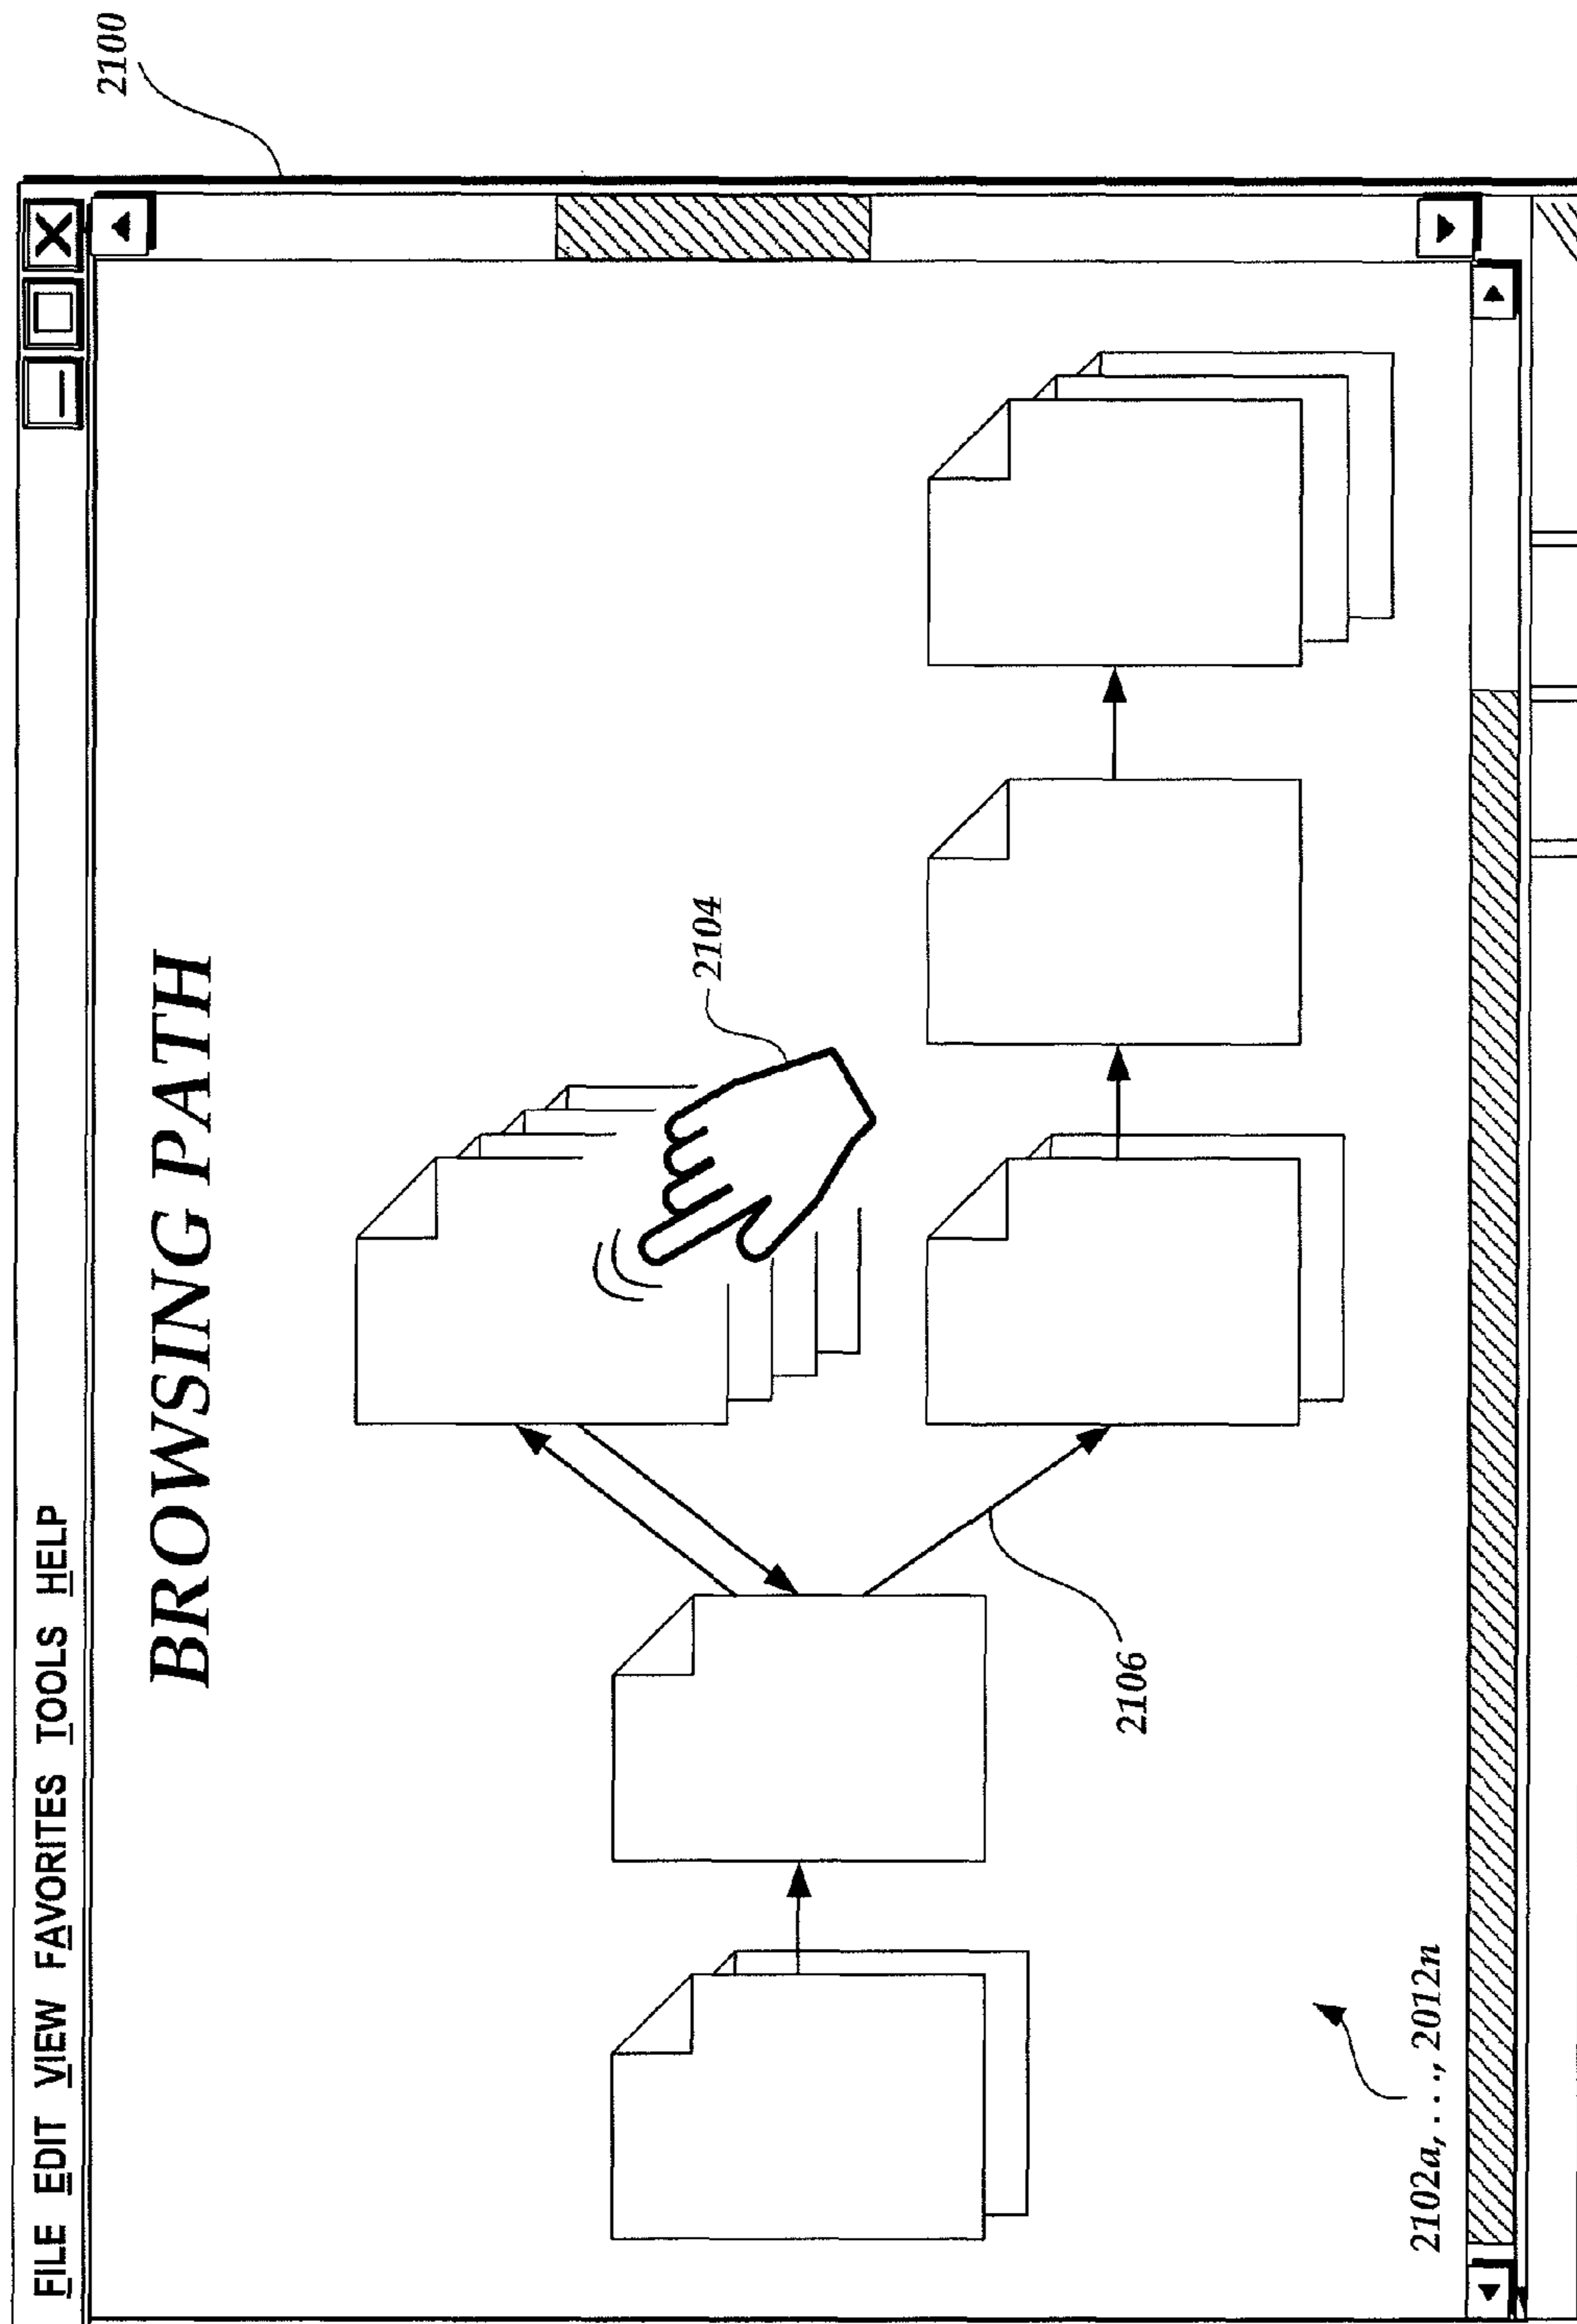 FILE EDIT VIEW FAVORITES TOOLS HELP
2100
BROWSING PATH
2104
2106
2102a, . . ., 2012n